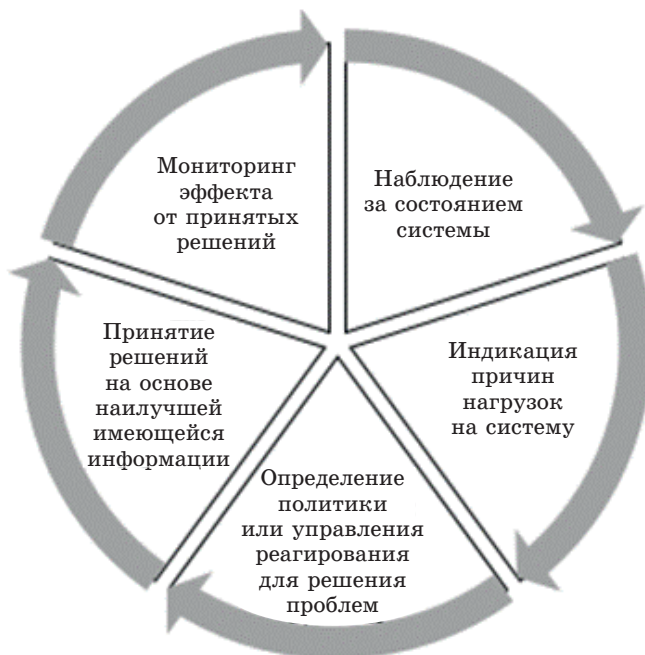 Мониторинг
эффекта
от принятых
решений
Наблюдение
за состоянием
системы
Индикация
причин
нагрузок
на систему
Определение
политики
или управления
реагирования
для решения
проблем
Принятие
решений
на основе
наилучшей
имеющейся
информации